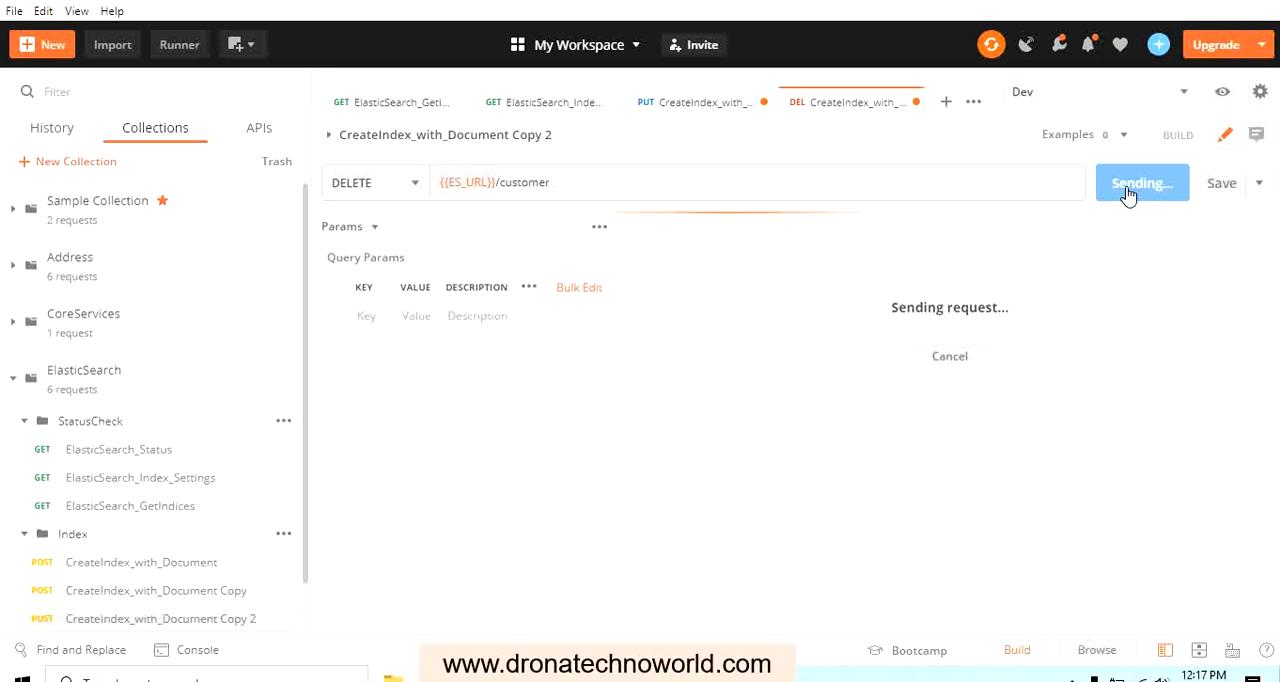 File Edit View Help
New Import Runner My Workspace Invite Upgrade
Filter
History Collections APIs
New Collection Trash
Sample Collection
2 requests
Address
6 requests
CoreServices
1 request
ElasticSearch
6 requests
StatusCheck
GET ElasticSearch_Status
GET ElasticSearch_Index_Settings
GET ElasticSearch_GetIndices
Index
POST CreateIndex_with_Document
POST CreateIndex_with_Document Copy
POST CreateIndex_with_Document Copy 2
GET ElasticSearch_GetI... GET ElasticSearch_Inde... PUT CreateIndex_with_... DEL CreateIndex_with_... Dev
CreateIndex_with_Document Copy 2 Examples 0 BUILD
DELETE {{ES_URL}}/customer Sending... Save
Params
Query Params
KEY VALUE DESCRIPTION Bulk Edit
Key Value Description
Sending request...
Cancel
Find and Replace Console Bootcamp Build Browse
www.dronatechnoworld.com
12:17 PM